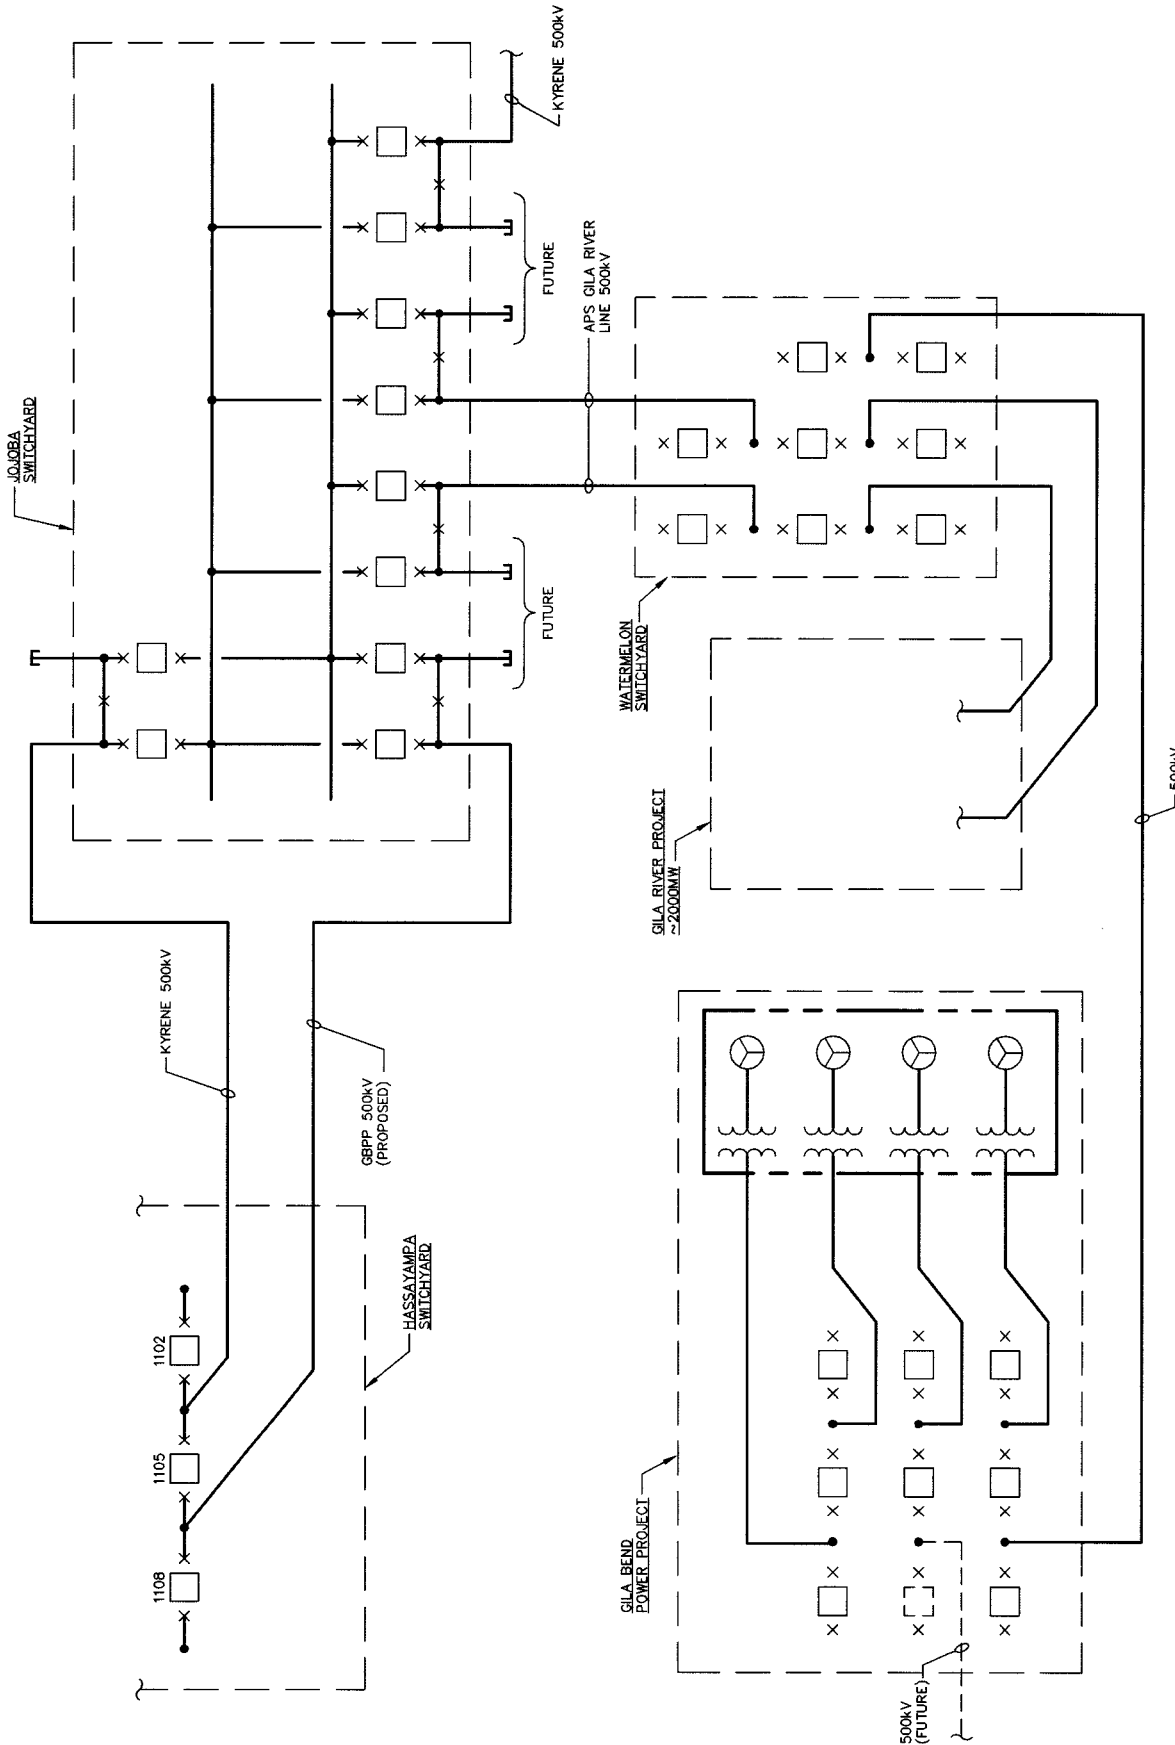 JOJOBA
SWITCHYARD
KYRENE 500kV
FUTURE
FUTURE
APS GILA RIVER
LINE 500kV
KYRENE 500kV
GBPP 500kV
(PROPOSED)
1102
1105
1108
HASSAYAMPA
SWITCHYARD
WATERMELON
SWITCHYARD
GILA RIVER PROJECT
~2000MW
GILA BEND
POWER PROJECT
500kV
(FUTURE)
500kV